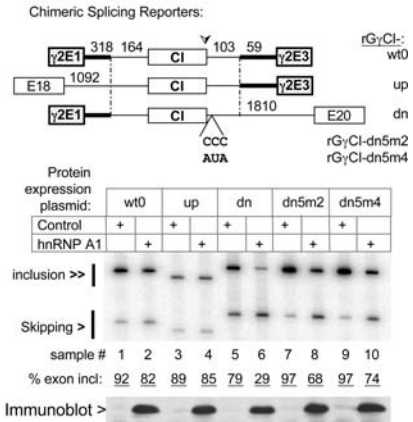 Chimeric Splicing Reporters:
rGγCI-:
318 164 103 59
γ2E1 CI γ2E3 wt0
1092
E18 CI γ2E3 up
1810
γ2E1 CI E20 dn
CCC rGγCI-dn5m2
AUA rGγCI-dn5m4
Protein
expression
plasmid: wt0 up dn dn5m2 dn5m4
Control + + + + +
hnRNP A1 + + + + +
inclusion >>
Skipping >
sample # 1 2 3 4 5 6 7 8 9 10
% exon incl: 92 82 89 85 79 29 97 68 97 74
Immunoblot >